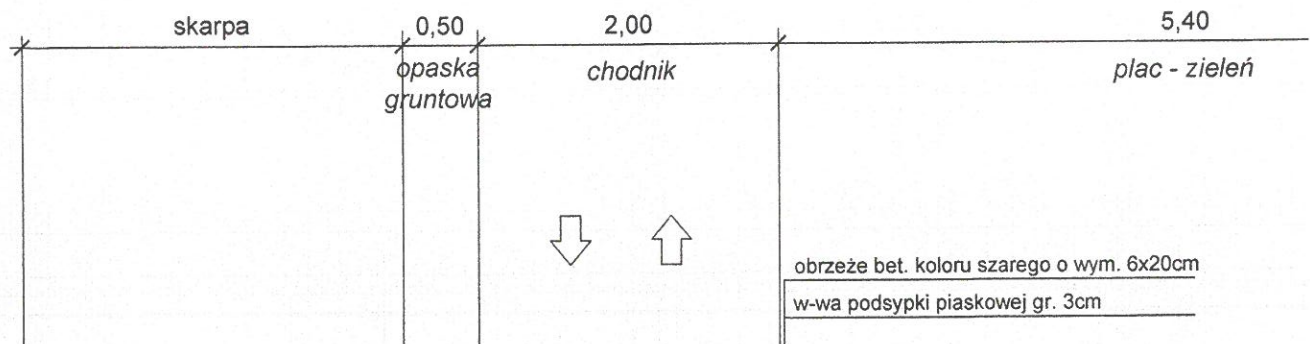 skarpa 0,50 2,00 5,40
opaska gruntowa chodnik plac - zieleń
obrzeże bet. koloru szarego o wym. 6x20cm
w-wa podsypki piaskowej gr. 3cm